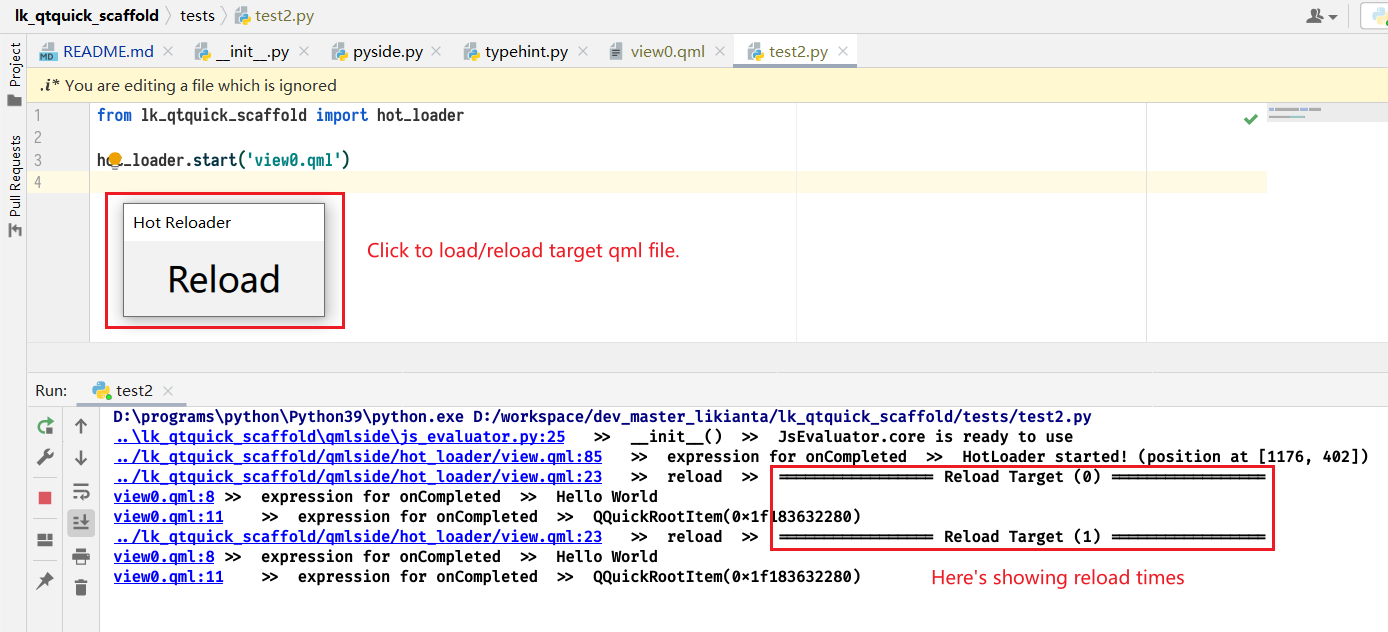 lk_qtquick_scaffold tests test2.py
README.md __init__.py pyside.py typehint.py view0.qml test2.py
Project
Pull Requests
.i* You are editing a file which is ignored
1 from lk_qtquick_scaffold import hot_loader
2
3 hot_loader.start('view0.qml')
4
Hot Reloader
Reload
Click to load/reload target qml file.
Run: test2
D:\programs\python\Python39\python.exe D:/workspace/dev_master_likianta/lk_qtquick_scaffold/tests/test2.py
..\lk_qtquick_scaffold\qmlside\js_evaluator.py:25 >> __init__() >> JsEvaluator.core is ready to use
../lk_qtquick_scaffold/qmlside/hot_loader/view.qml:85 >> expression for onCompleted >> HotLoader started! (position at [1176, 402])
../lk_qtquick_scaffold/qmlside/hot_loader/view.qml:23 >> reload >> ================= Reload Target (0) =================
view0.qml:8 >> expression for onCompleted >> Hello World
view0.qml:11 >> expression for onCompleted >> QQuickRootItem(0x1f183632280)
../lk_qtquick_scaffold/qmlside/hot_loader/view.qml:23 >> reload >> ================= Reload Target (1) =================
view0.qml:8 >> expression for onCompleted >> Hello World
view0.qml:11 >> expression for onCompleted >> QQuickRootItem(0x1f183632280)
Here's showing reload times